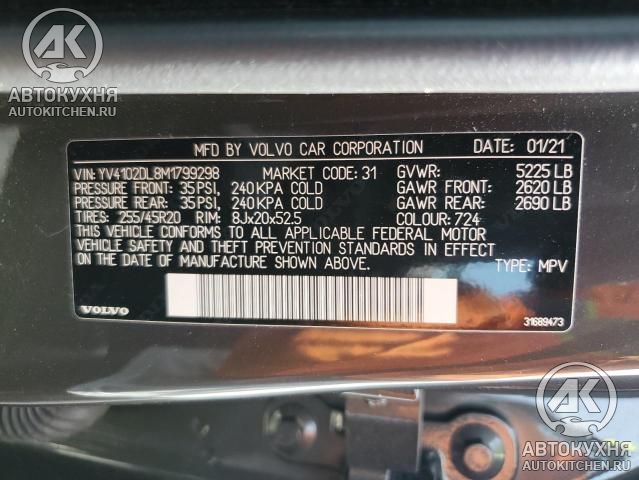 AK
АВТОКУХНЯ
AUTOKITCHEN.RU
MFD BY VOLVO CAR CORPORATION DATE: 01/21
VIN: YV4102DL8M1799298 MARKET CODE: 31 GVWR: 5225 LB
PRESSURE FRONT: 35 PSI, 240 KPA COLD GAWR FRONT: 2620 LB
PRESSURE REAR: 35 PSI, 240 KPA COLD GAWR REAR: 2690 LB
TIRES: 255/45R20 RIM: 8Jx20x52.5 COLOUR: 724
THIS VEHICLE CONFORMS TO ALL APPLICABLE FEDERAL MOTOR
VEHICLE SAFETY, BUMPER, AND THEFT PREVENTION STANDARDS IN EFFECT
ON THE DATE OF MANUFACTURE SHOWN ABOVE. TYPE: MPV
VOLVO 31689473
AK
АВТОКУХНЯ
AUTOKITCHEN.RU